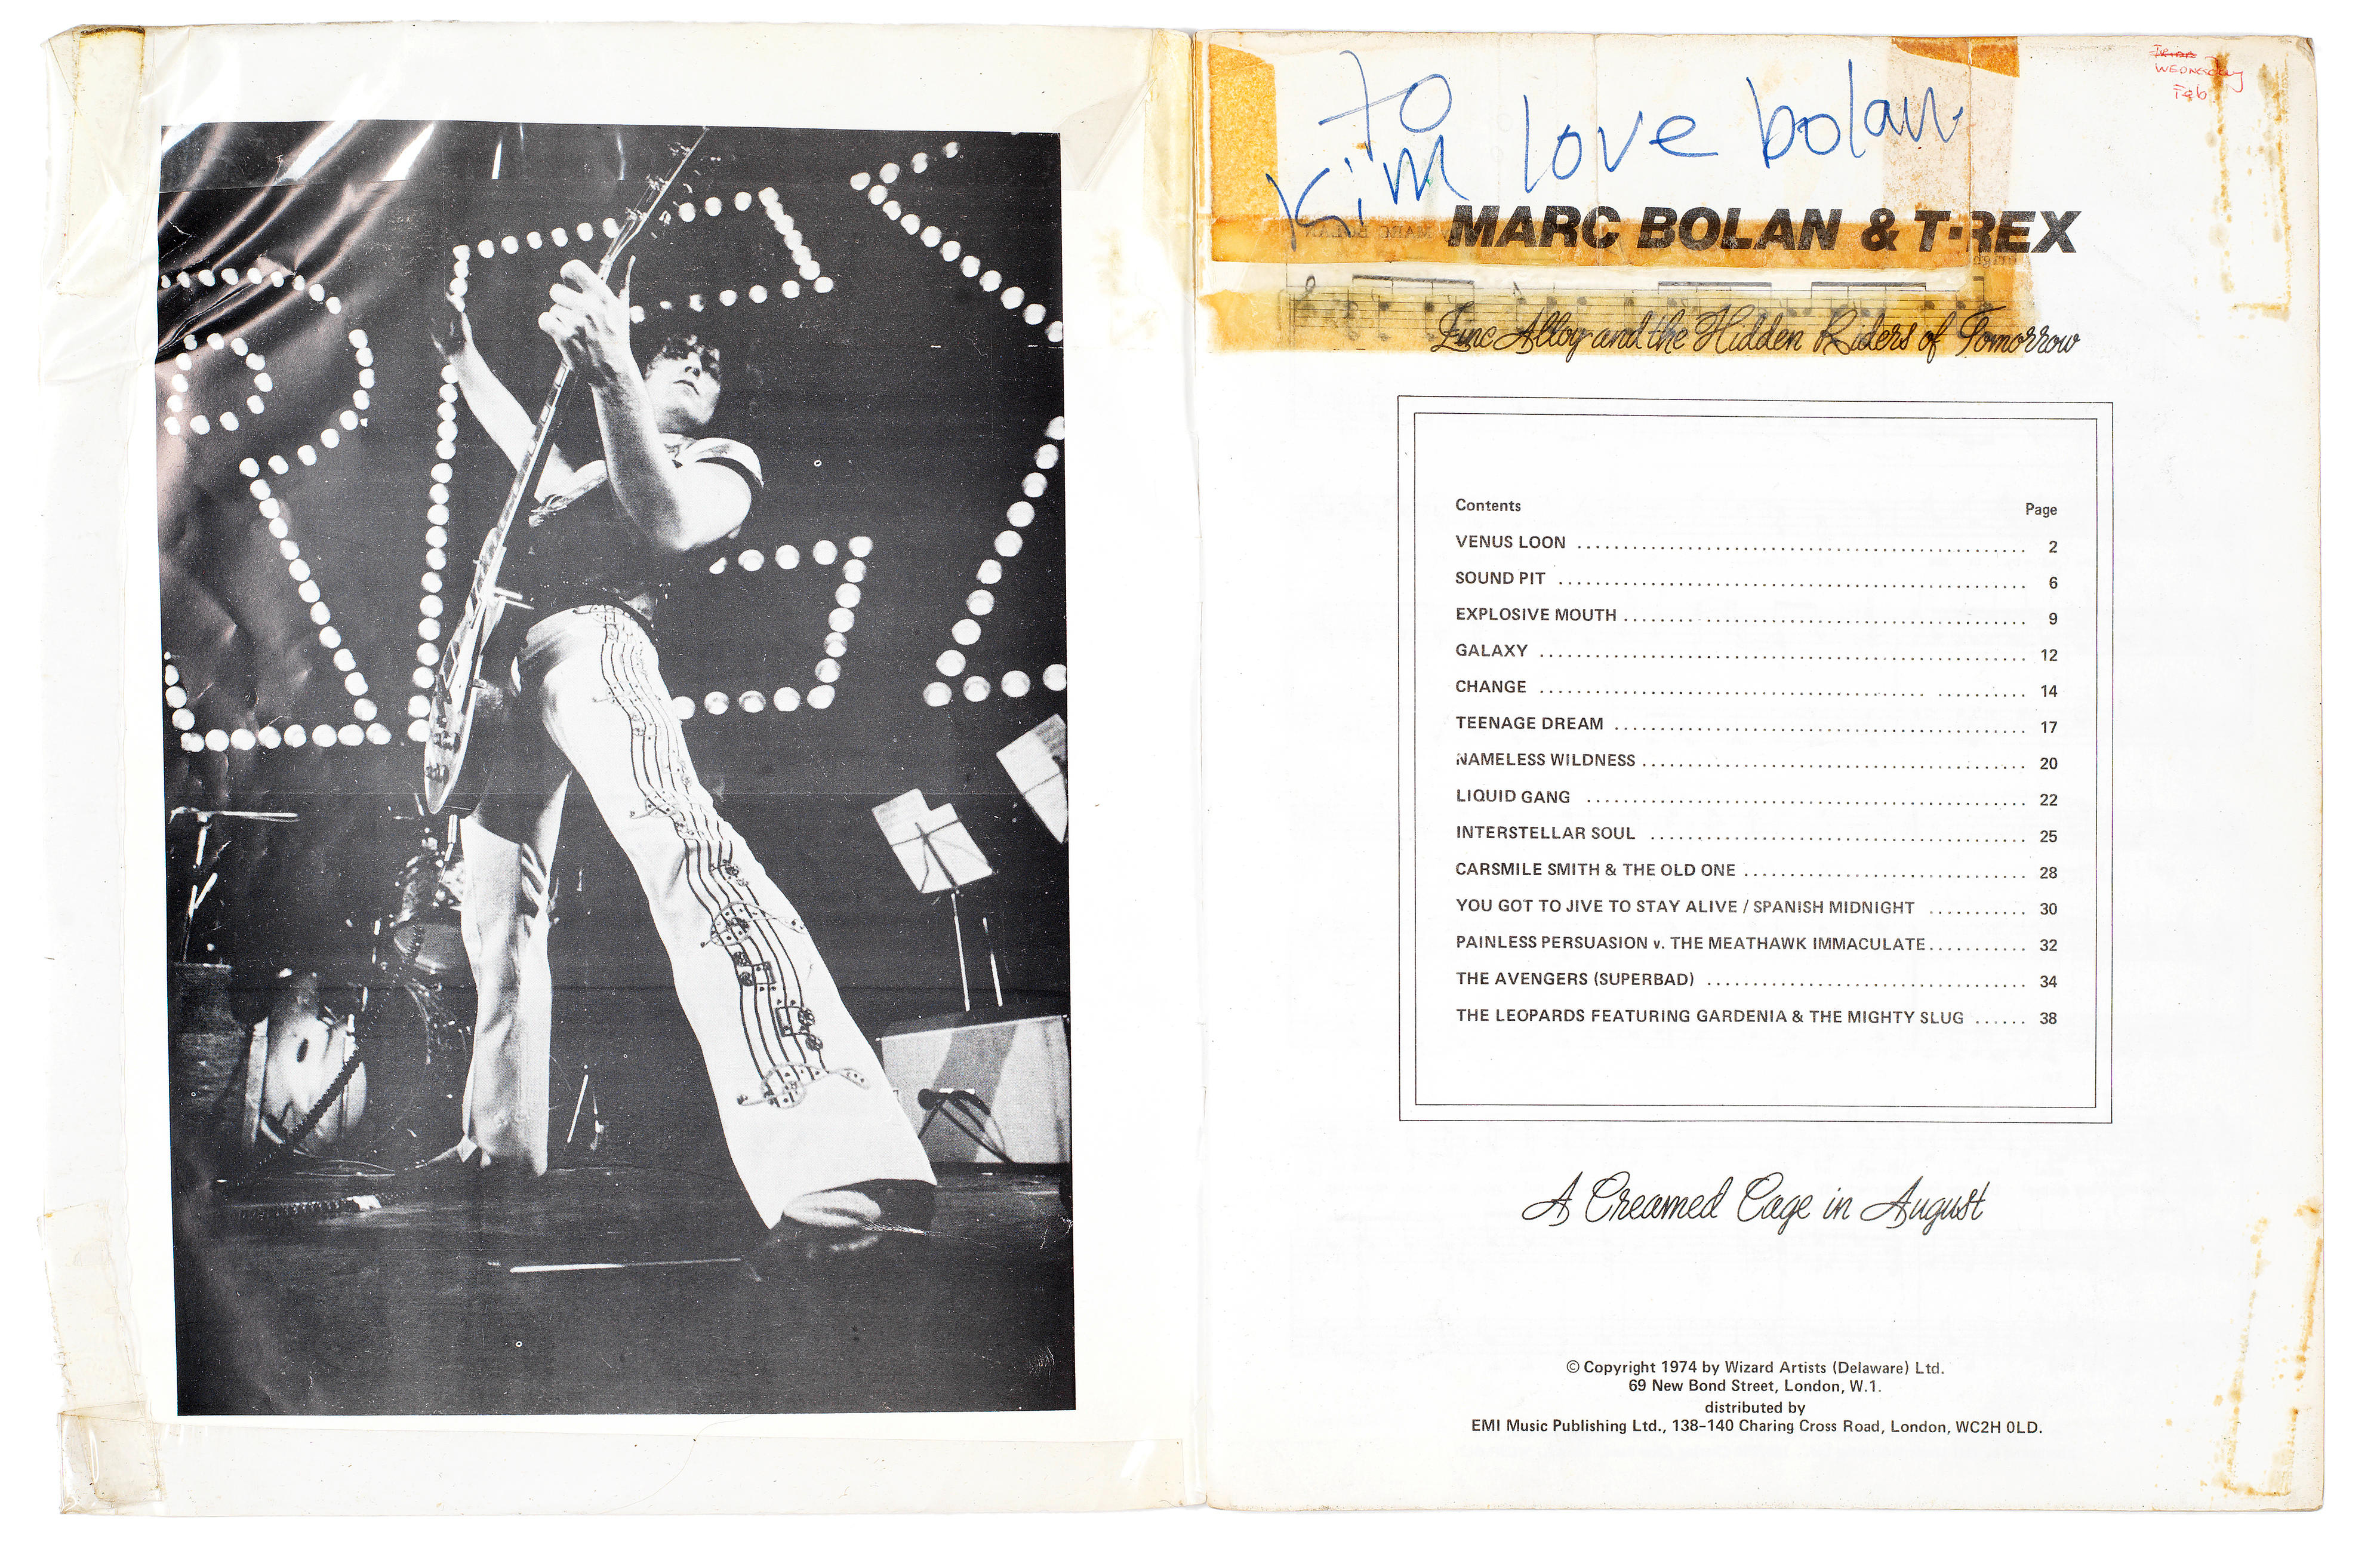 to
Kim love bolan
WEDNESDAY
Feb
MARC BOLAN & T·REX
Zinc Alloy and the Hidden Riders of Tomorrow
Contents Page
VENUS LOON 2
SOUND PIT 6
EXPLOSIVE MOUTH 9
GALAXY 12
CHANGE 14
TEENAGE DREAM 17
NAMELESS WILDNESS 20
LIQUID GANG 22
INTERSTELLAR SOUL 25
CARSMILE SMITH & THE OLD ONE 28
YOU GOT TO JIVE TO STAY ALIVE / SPANISH MIDNIGHT 30
PAINLESS PERSUASION v. THE MEATHAWK IMMACULATE 32
THE AVENGERS (SUPERBAD) 34
THE LEOPARDS FEATURING GARDENIA & THE MIGHTY SLUG 38
A Creamed Cage in August
© Copyright 1974 by Wizard Artists (Delaware) Ltd.
69 New Bond Street, London, W.1.
distributed by
EMI Music Publishing Ltd., 138-140 Charing Cross Road, London, WC2H 0LD.